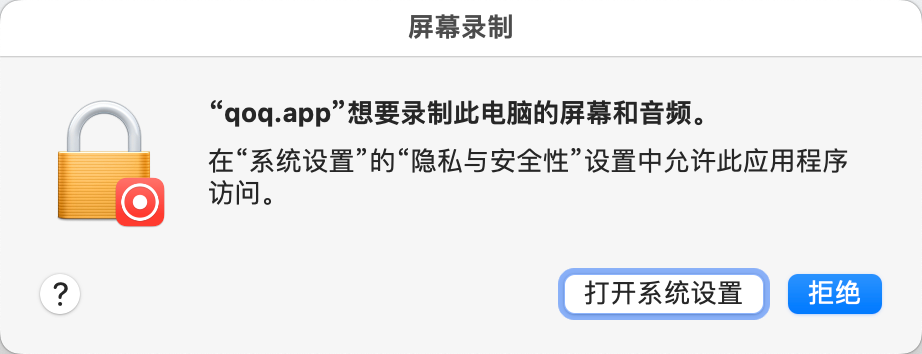 屏幕录制
“qoq.app”想要录制此电脑的屏幕和音频。
在“系统设置”的“隐私与安全性”设置中允许此应用程序
访问。
?
打开系统设置
拒绝